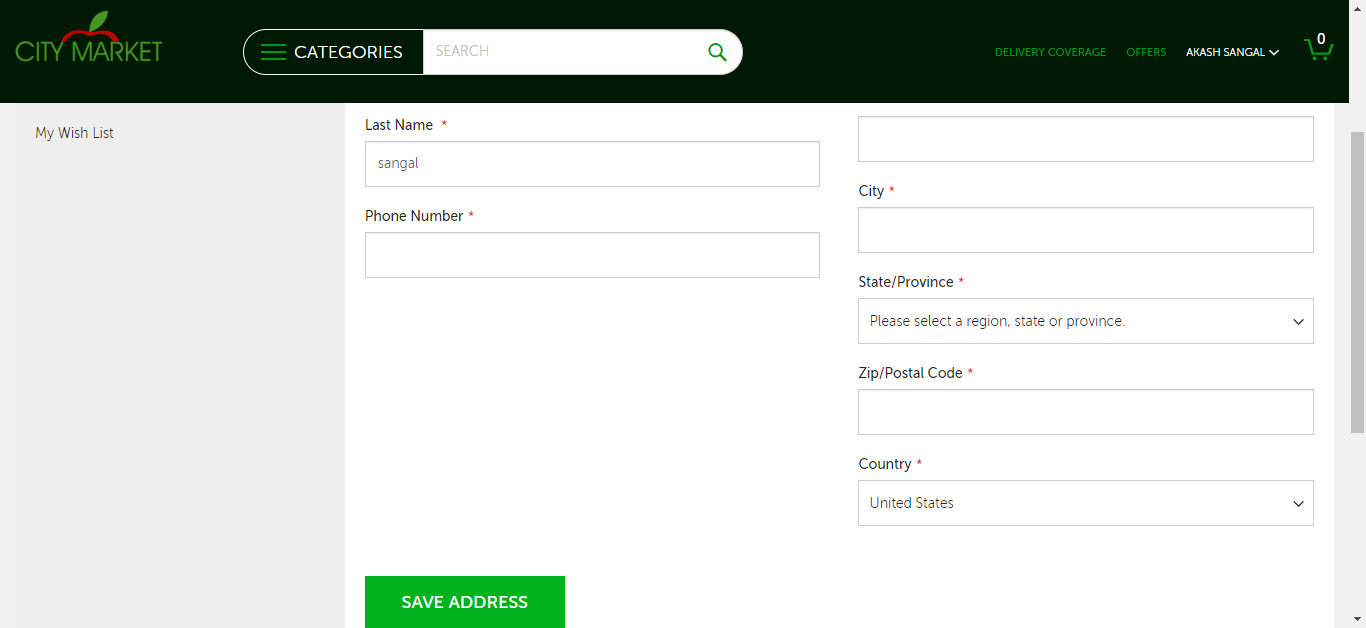 CITY MARKET
CATEGORIES
SEARCH
DELIVERY COVERAGE
OFFERS
AKASH SANGAL
0
My Wish List
Last Name *
sangal
Phone Number *
City *
State/Province *
Please select a region, state or province.
Zip/Postal Code *
Country *
United States
SAVE ADDRESS